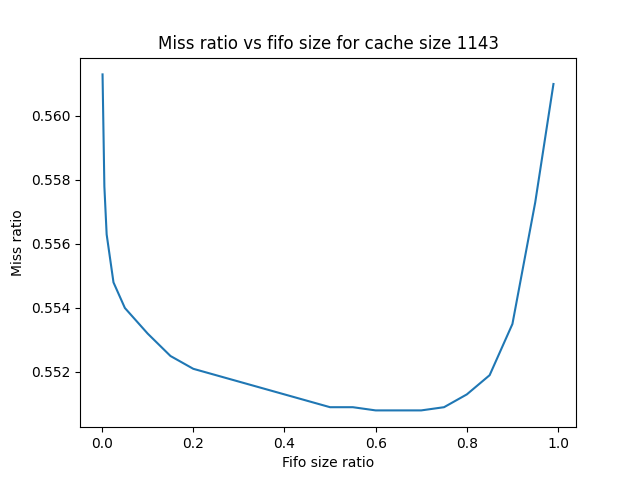 Miss ratio vs fifo size for cache size 1143
0.560
0.558
0.556
0.554
0.552
Miss ratio
0.0 0.2 0.4 0.6 0.8 1.0
Fifo size ratio